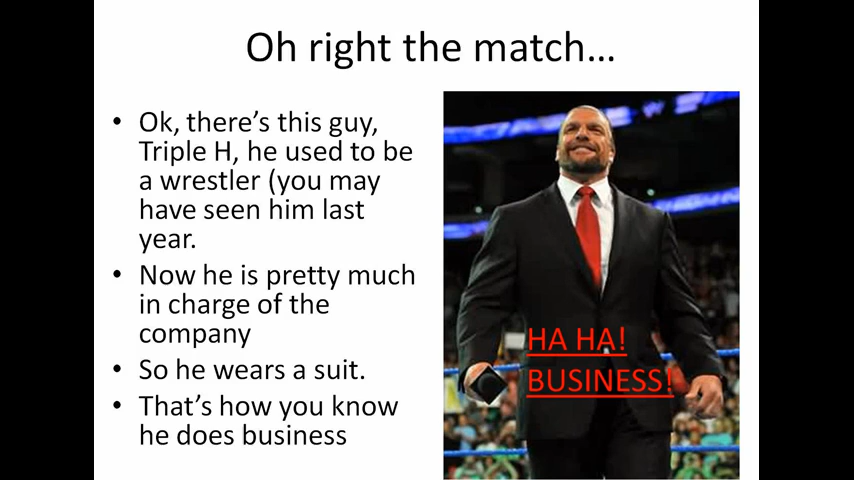 Oh right the match...
• Ok, there's this guy,
Triple H, he used to be
a wrestler (you may
have seen him last
year.
• Now he is pretty much
in charge of the
company
• So he wears a suit.
• That's how you know
he does business
HA HA!
BUSINESS!